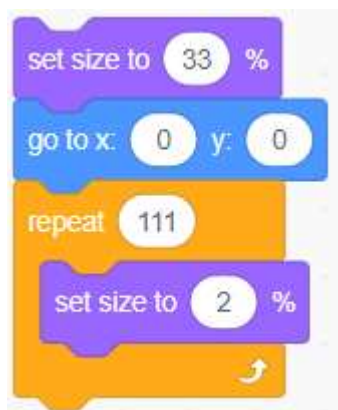 set size to 33 %
go to x: 0 y: 0
repeat 111
set size to 2 %